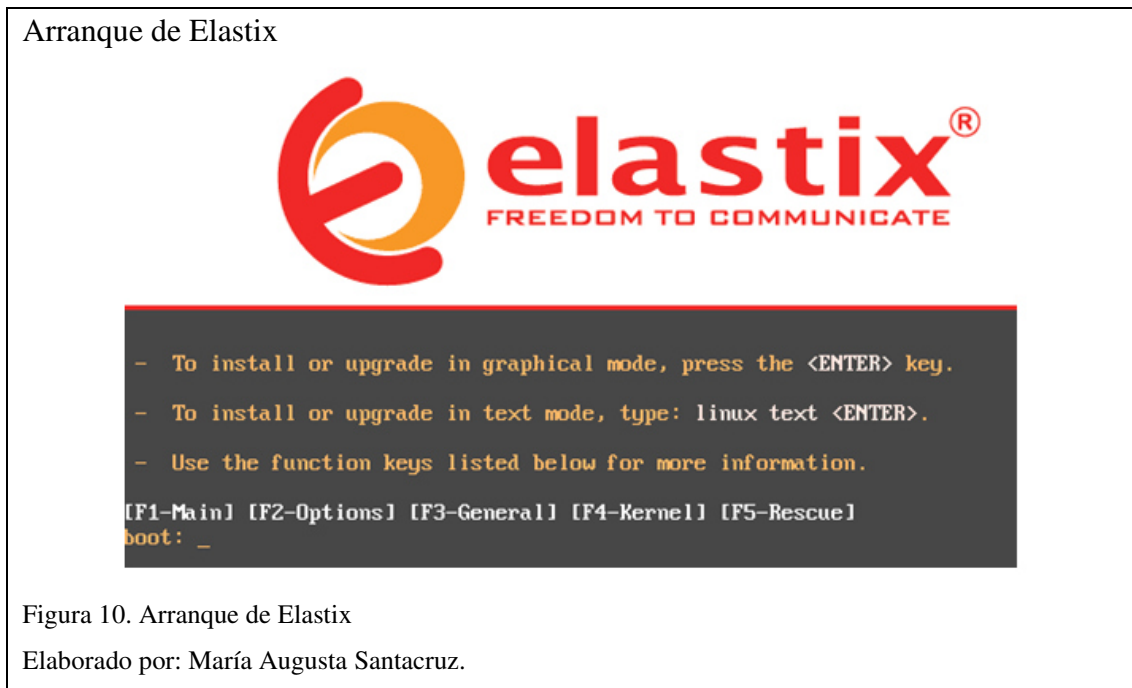 Arranque de Elastix
elastix®
FREEDOM TO COMMUNICATE
- To install or upgrade in graphical mode, press the <ENTER> key.
- To install or upgrade in text mode, type: linux text <ENTER>.
- Use the function keys listed below for more information.
[F1-Main] [F2-Options] [F3-General] [F4-Kernel] [F5-Rescue]
boot: _
Figura 10. Arranque de Elastix
Elaborado por: María Augusta Santacruz.